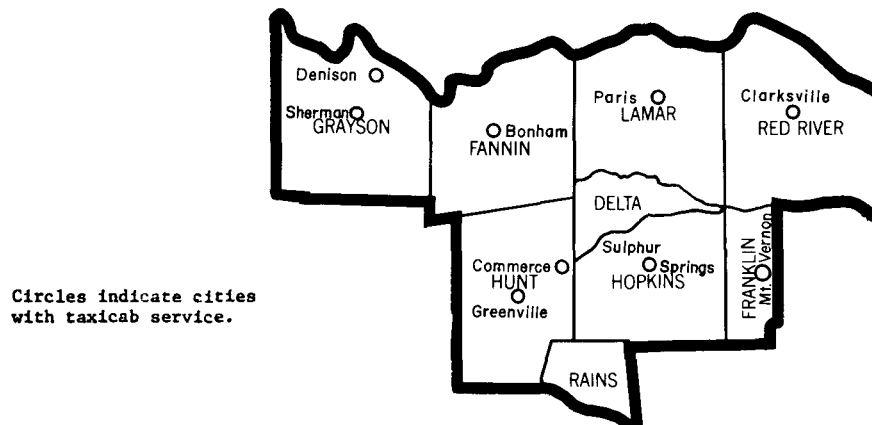 Denison
Sherman
GRAYSON
Bonham
FANNIN
Paris
LAMAR
Clarksville
RED RIVER
DELTA
Sulphur
Springs
HOPKINS
Commerce
HUNT
Greenville
FRANKLIN
Mt. Vernon
RAINS
Circles indicate cities
with taxicab service.